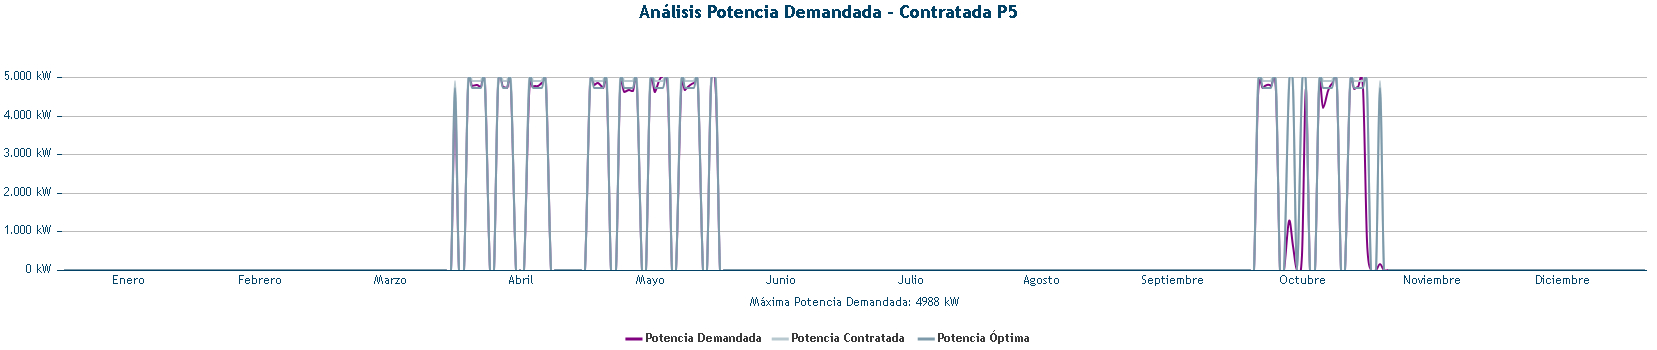 Análisis Potencia Demandada - Contratada P5
5.000 kW
4.000 kW
3.000 kW
2.000 kW
1.000 kW
0 kW
Enero Febrero Marzo Abril Mayo Junio Julio Agosto Septiembre Octubre Noviembre Diciembre
Máxima Potencia Demandada: 4988 kW
Potencia Demandada Potencia Contratada Potencia Óptima